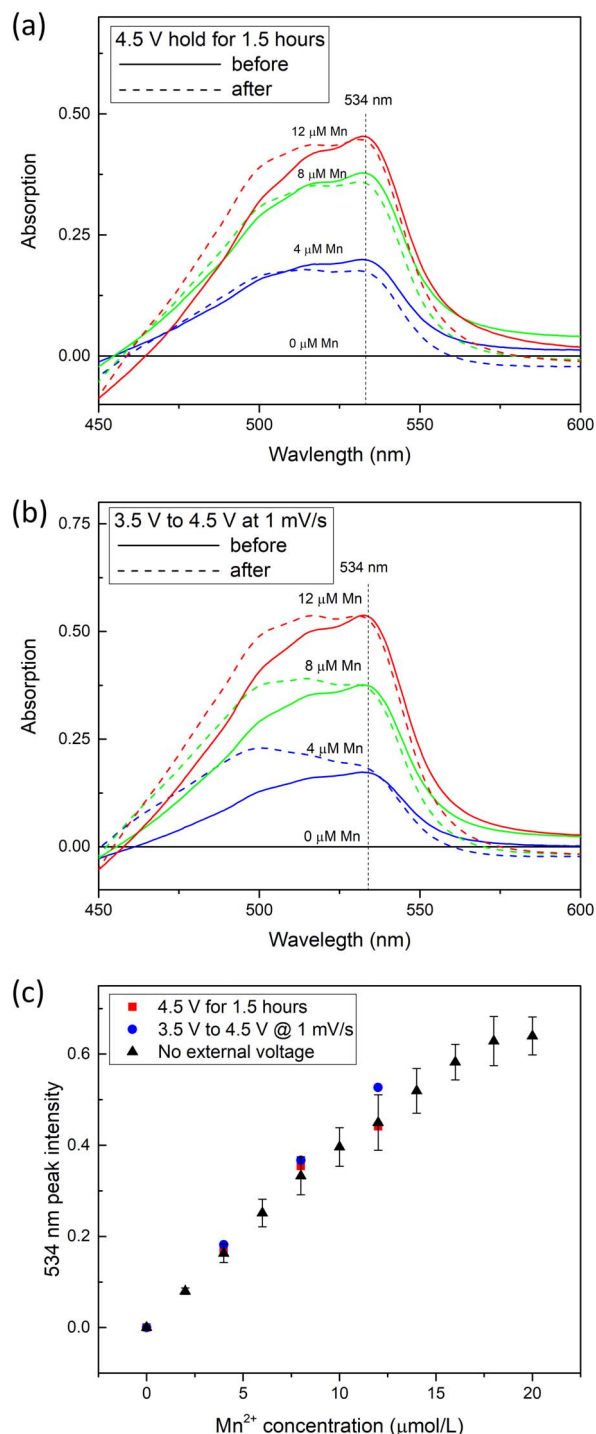 (a)
4.5 V hold for 1.5 hours
before
after
534 nm
12 μM Mn
8 μM Mn
4 μM Mn
0 μM Mn
0.50
0.25
0.00
Absorption
450
500
550
600
Wavlength (nm)
(b)
3.5 V to 4.5 V at 1 mV/s
before
after
534 nm
12 μM Mn
8 μM Mn
4 μM Mn
0 μM Mn
0.75
0.50
0.25
0.00
Absorption
450
500
550
600
Wavelegth (nm)
(c)
4.5 V for 1.5 hours
3.5 V to 4.5 V @ 1 mV/s
No external voltage
0.6
0.4
0.2
0.0
534 nm peak intensity
0
5
10
15
20
Mn²⁺ concentration (μmol/L)